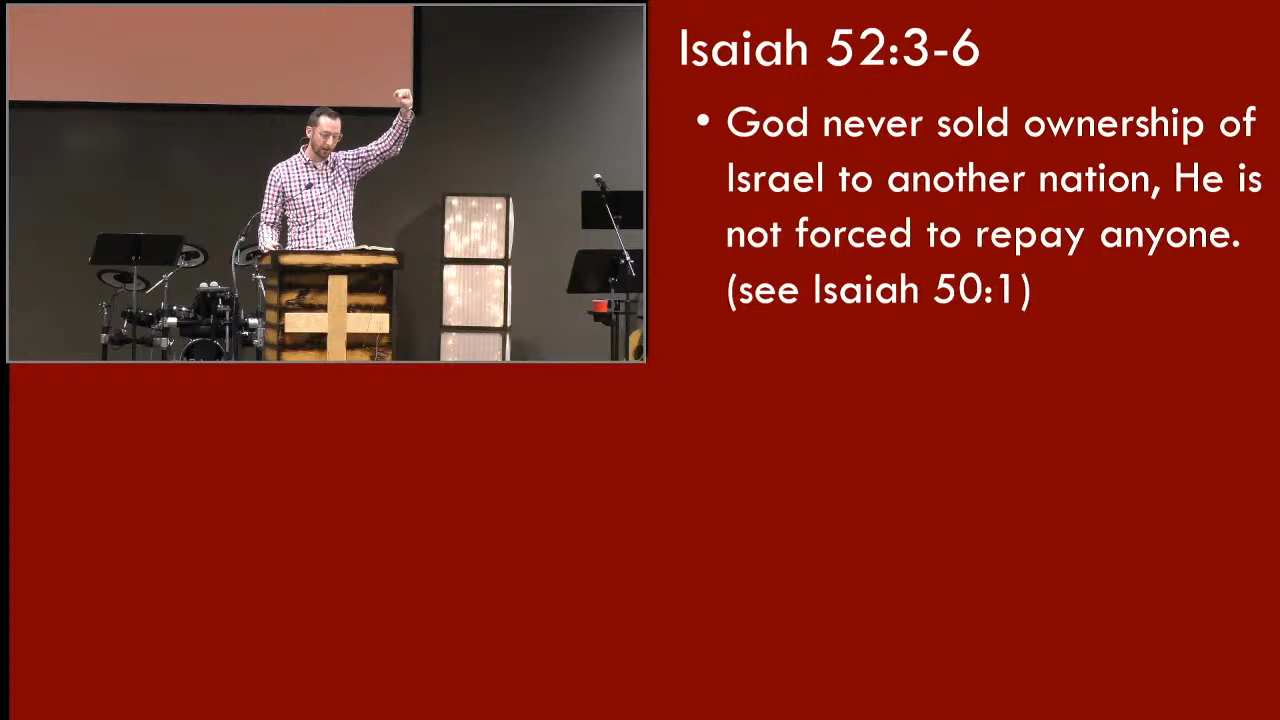 Isaiah 52:3-6
• God never sold ownership of
Israel to another nation, He is
not forced to repay anyone.
(see Isaiah 50:1)